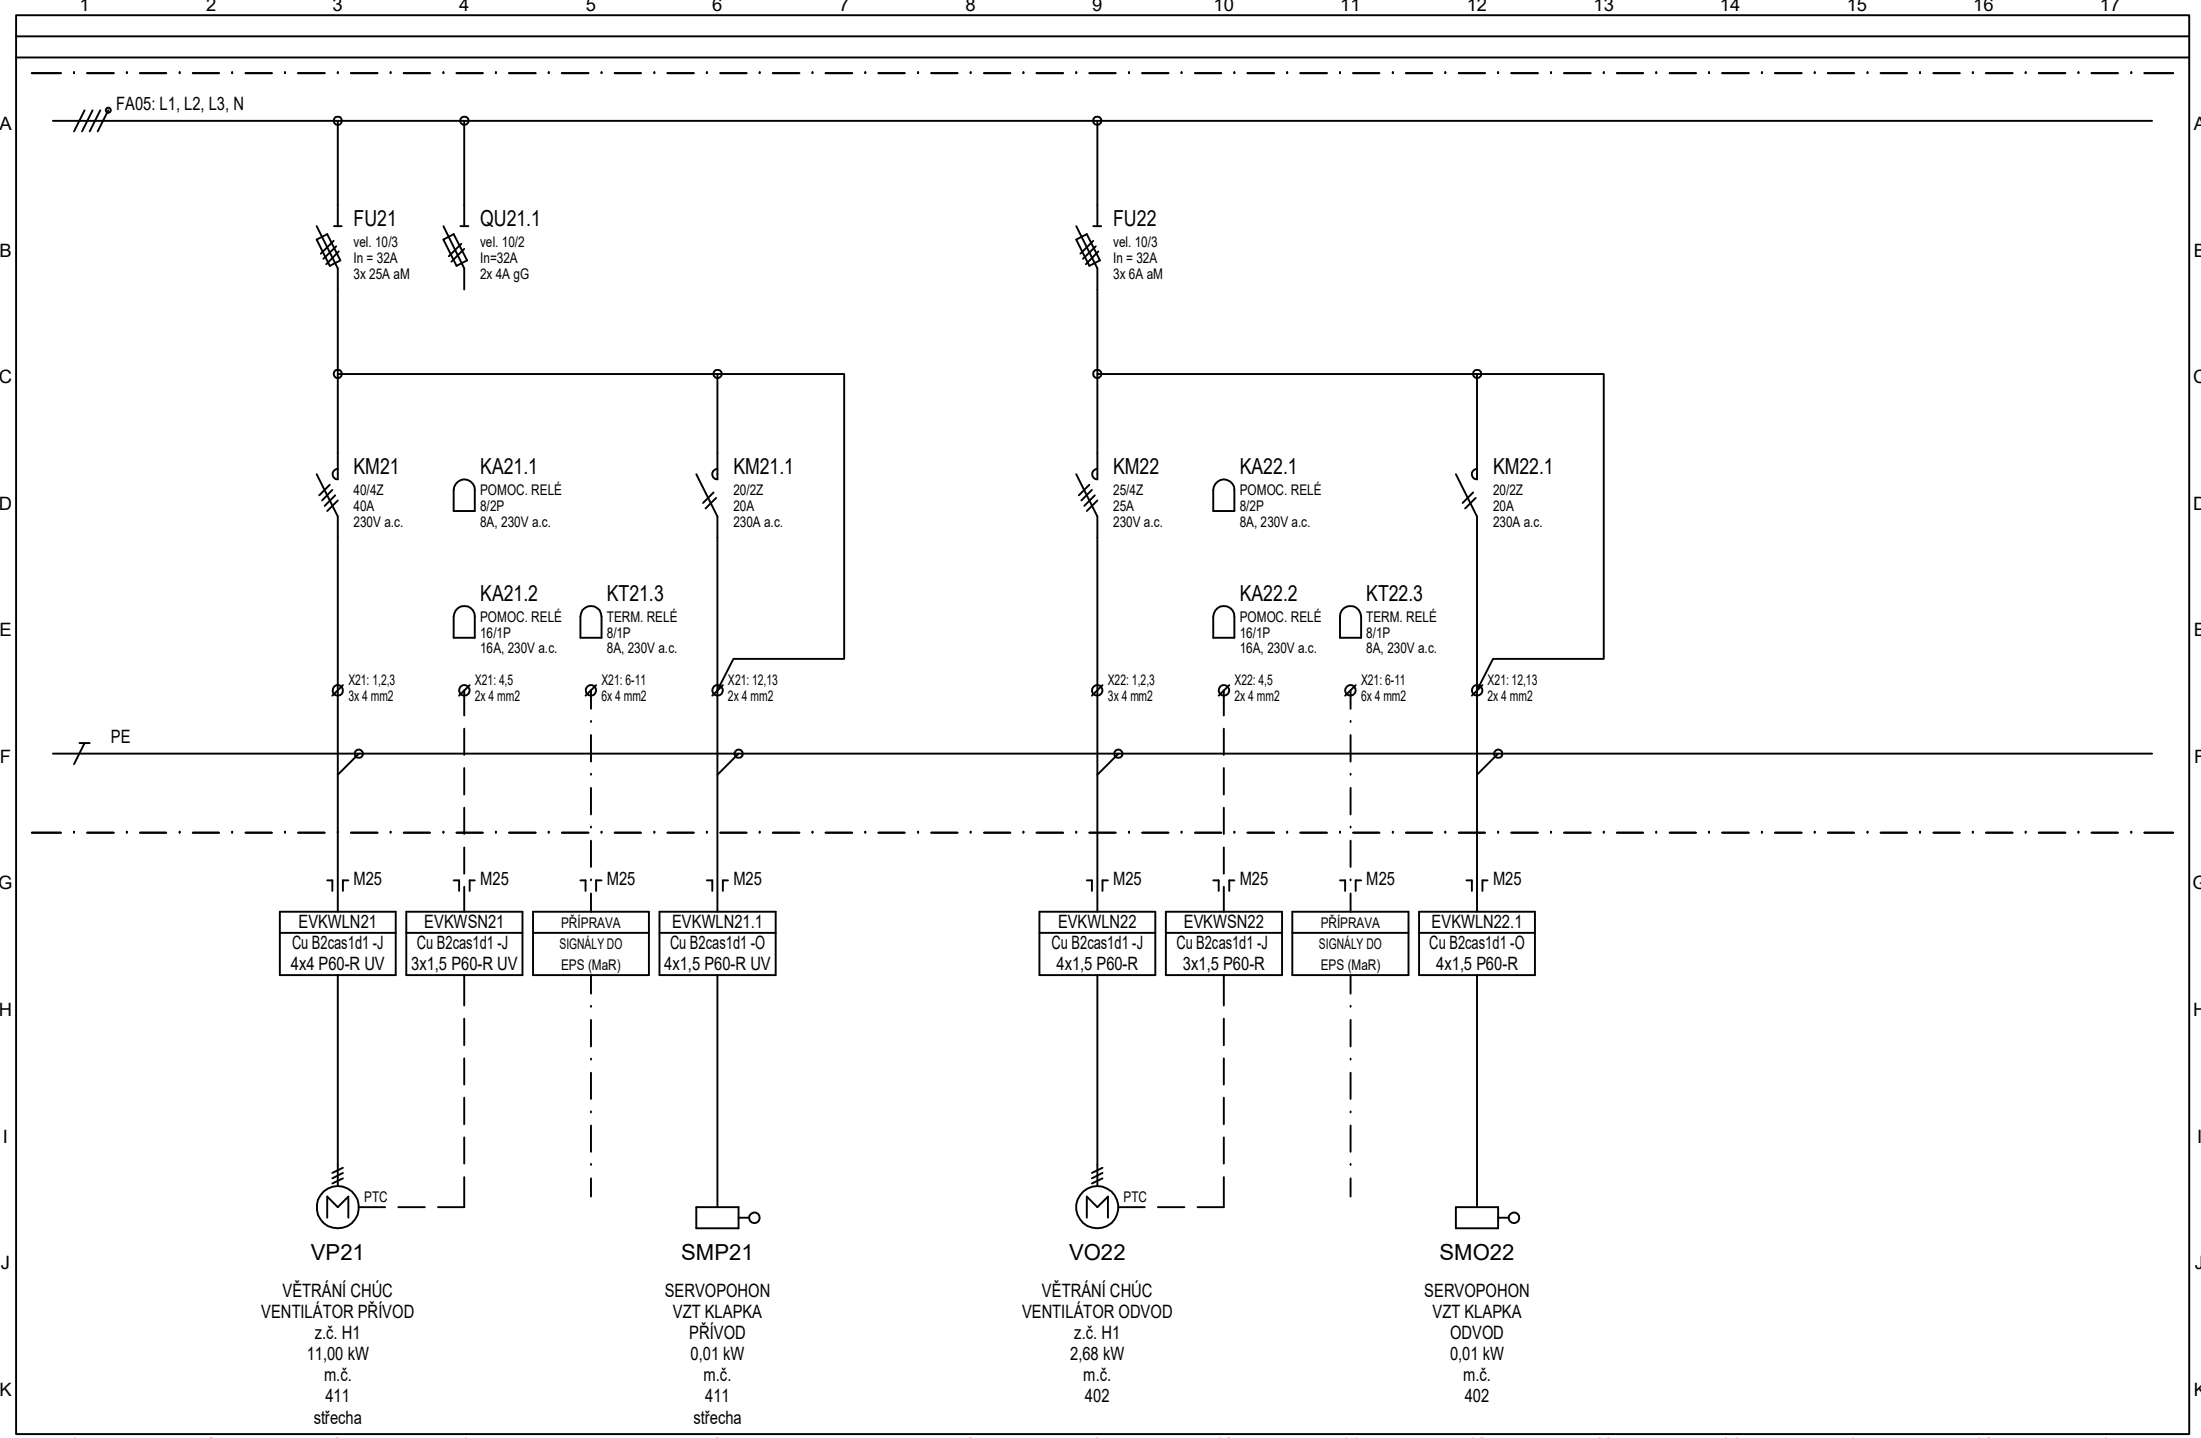 1 2 3 4 5 6 7 8 9 10 11 12 13 14 15 16 17
A
FA05: L1, L2, L3, N
A
B
FU21
vel. 10/3
In = 32A
3x 25A aM
QU21.1
vel. 10/2
In=32A
2x 4A gG
FU22
vel. 10/3
In = 32A
3x 6A aM
B
C
C
D
KM21
40/4Z
40A
230V a.c.
KA21.1
POMOC. RELÉ
8/2P
8A, 230V a.c.
KM21.1
20/2Z
20A
230A a.c.
KM22
25/4Z
25A
230V a.c.
KA22.1
POMOC. RELÉ
8/2P
8A, 230V a.c.
KM22.1
20/2Z
20A
230A a.c.
D
E
KA21.2
POMOC. RELÉ
16/1P
16A, 230V a.c.
KT21.3
TERM. RELÉ
8/1P
8A, 230V a.c.
KA22.2
POMOC. RELÉ
16/1P
16A, 230V a.c.
KT22.3
TERM. RELÉ
8/1P
8A, 230V a.c.
E
X21: 1,2,3
3x 4 mm2
X21: 4,5
2x 4 mm2
X21: 6-11
6x 4 mm2
X21: 12,13
2x 4 mm2
X22: 1,2,3
3x 4 mm2
X22: 4,5
2x 4 mm2
X21: 6-11
6x 4 mm2
X21: 12,13
2x 4 mm2
F
PE
F
G
M25 M25 M25 M25 M25 M25 M25 M25
G
EVKWLN21
Cu B2cas1d1 -J
4x4 P60-R UV
EVKWSN21
Cu B2cas1d1 -J
3x1,5 P60-R UV
PŘÍPRAVA
SIGNÁLY DO
EPS (MaR)
EVKWLN21.1
Cu B2cas1d1 -O
4x1,5 P60-R UV
EVKWLN22
Cu B2cas1d1 -J
4x1,5 P60-R
EVKWSN22
Cu B2cas1d1 -J
3x1,5 P60-R
PŘÍPRAVA
SIGNÁLY DO
EPS (MaR)
EVKWLN22.1
Cu B2cas1d1 -O
4x1,5 P60-R
H
H
I
I
M
PTC
M
PTC
J
J
VP21
VĚTRÁNÍ CHÚC
VENTILÁTOR PŘÍVOD
z.č. H1
11,00 kW
m.č.
411
střecha
SMP21
SERVOPOHON
VZT KLAPKA
PŘÍVOD
0,01 kW
m.č.
411
střecha
VO22
VĚTRÁNÍ CHÚC
VENTILÁTOR ODVOD
z.č. H1
2,68 kW
m.č.
402
SMO22
SERVOPOHON
VZT KLAPKA
ODVOD
0,01 kW
m.č.
402
K
K